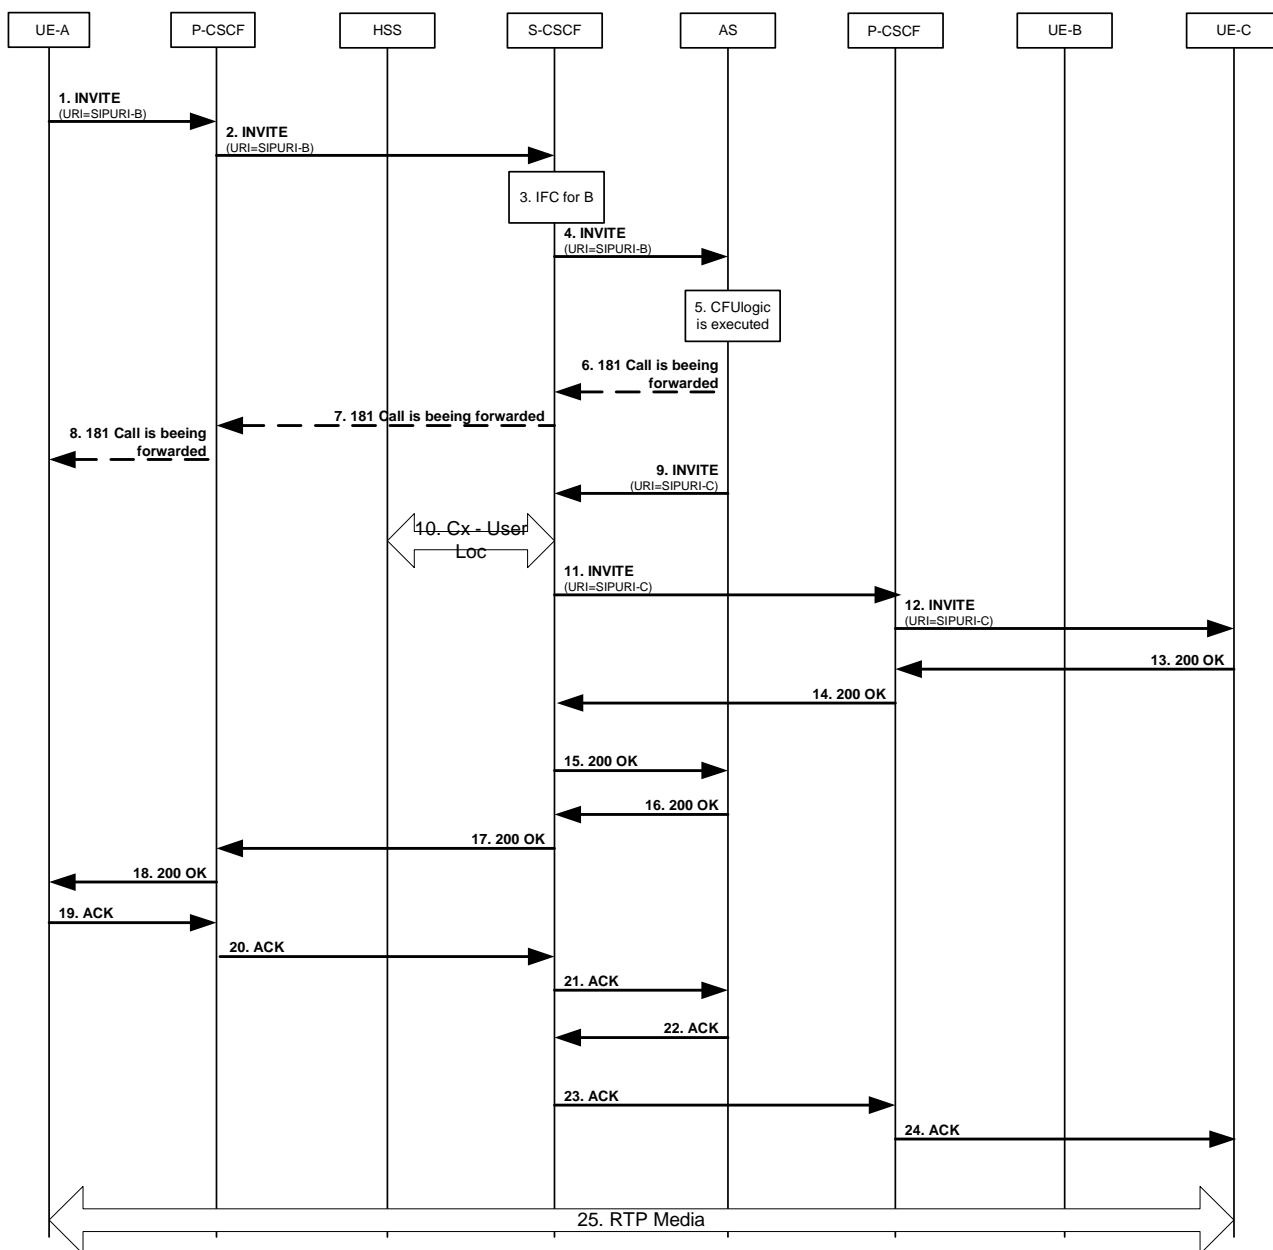 UE-A
P-CSCF
HSS
S-CSCF
AS
P-CSCF
UE-B
UE-C
1. INVITE
(URI=SIPURI-B)
2. INVITE
(URI=SIPURI-B)
3. IFC for B
4. INVITE
(URI=SIPURI-B)
5. CFUlogic
is executed
6. 181 Call is beeing
forwarded
7. 181 Call is beeing forwarded
8. 181 Call is beeing
forwarded
9. INVITE
(URI=SIPURI-C)
10. Cx - User
Loc
11. INVITE
(URI=SIPURI-C)
12. INVITE
(URI=SIPURI-C)
13. 200 OK
14. 200 OK
15. 200 OK
16. 200 OK
17. 200 OK
18. 200 OK
19. ACK
20. ACK
21. ACK
22. ACK
23. ACK
24. ACK
25. RTP Media